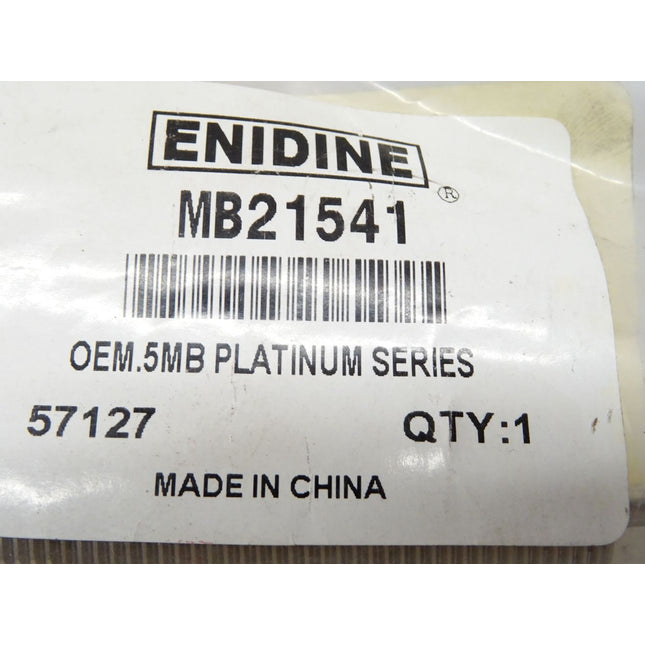 ENIDINE
®
MB21541
OEM.5MB PLATINUM SERIES
57127 QTY:1
MADE IN CHINA